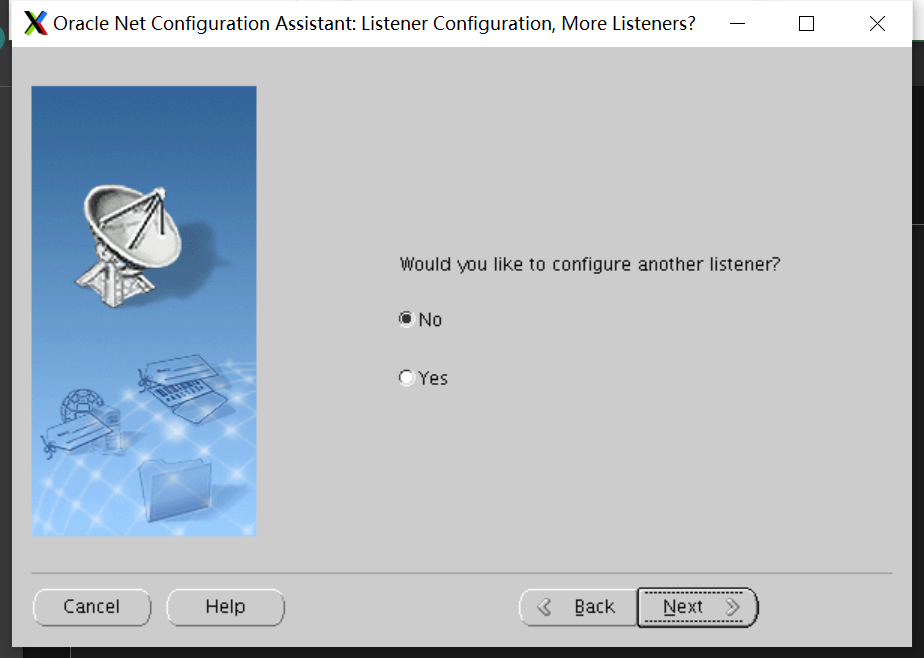 Oracle Net Configuration Assistant: Listener Configuration, More Listeners?
Would you like to configure another listener?
No
Yes
Cancel
Help
Back
Next